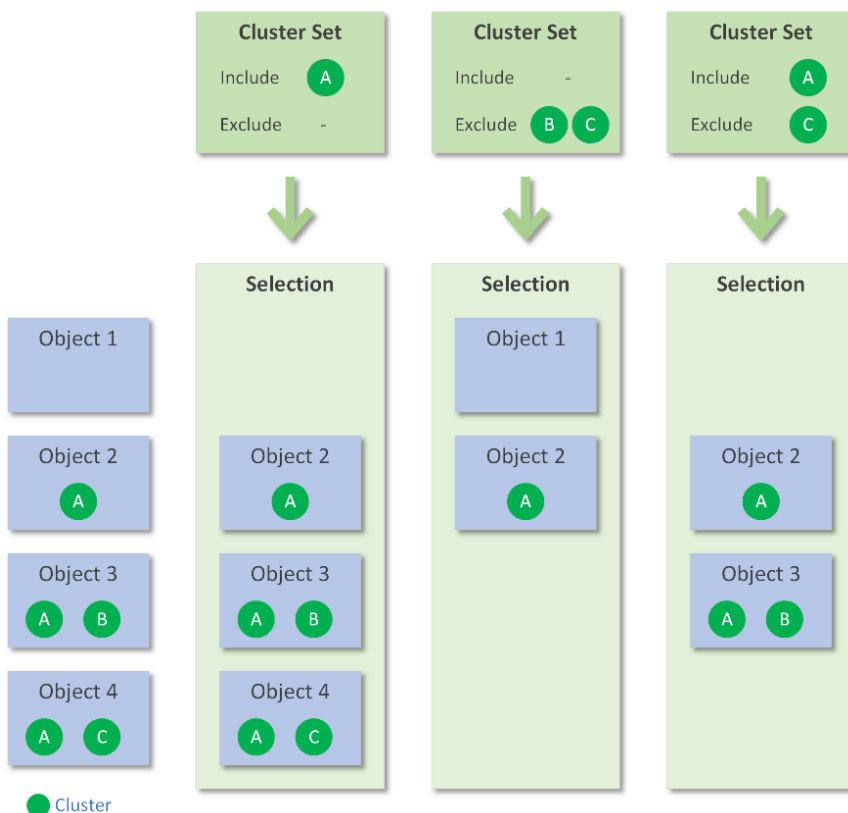 Cluster Set
Include A
Exclude -
Cluster Set
Include -
Exclude B C
Cluster Set
Include A
Exclude C
Selection
Selection
Selection
Object 1
Object 1
Object 2
A
Object 2
A
Object 2
A
Object 2
A
Object 3
A B
Object 3
A B
Object 3
A B
Object 4
A C
Object 4
A C
Cluster